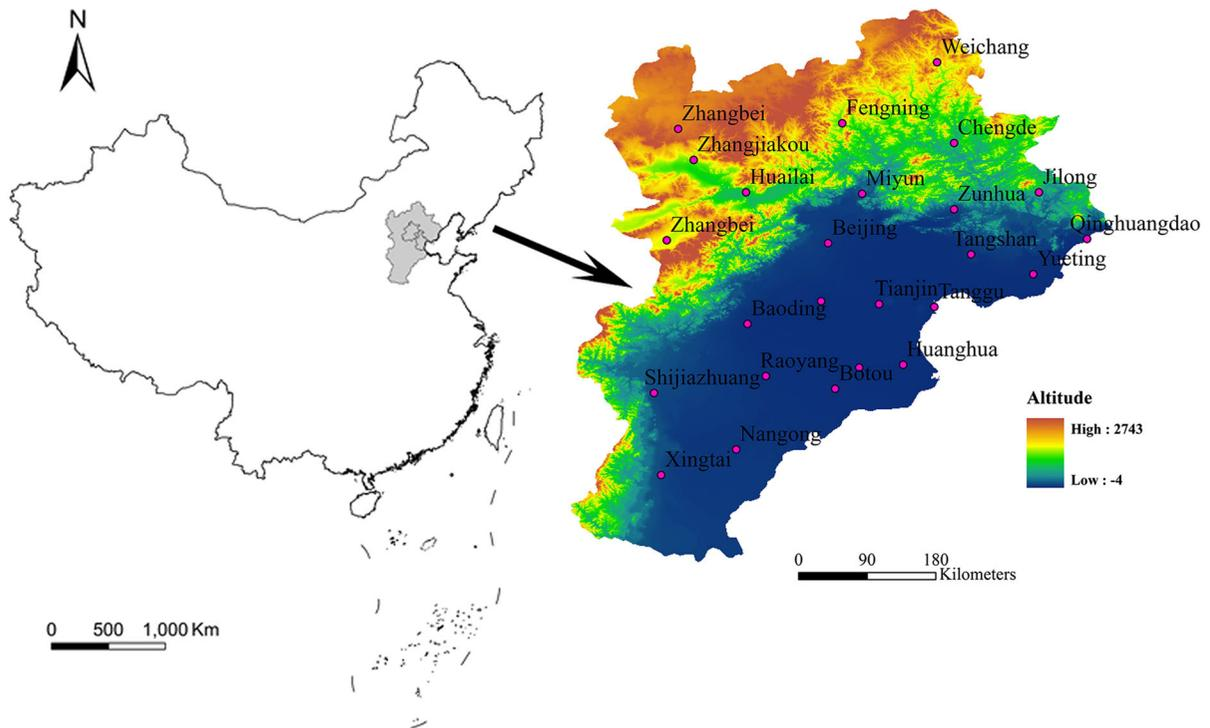 N
Weichang
Zhangbei
Fengning
Chengde
Zhangjiakou
Huailai
Miyun
Jilong
Zunhua
Zhangbei
Beijing
Qinghuangdao
Tangshan
Yueting
Baoding
Tianjin
Tanggu
Raoyang
Huanghua
Shijiazhuang
Botou
Nangong
Xingtai
Altitude
High : 2743
Low : -4
0 90 180
Kilometers
0 500 1,000 Km